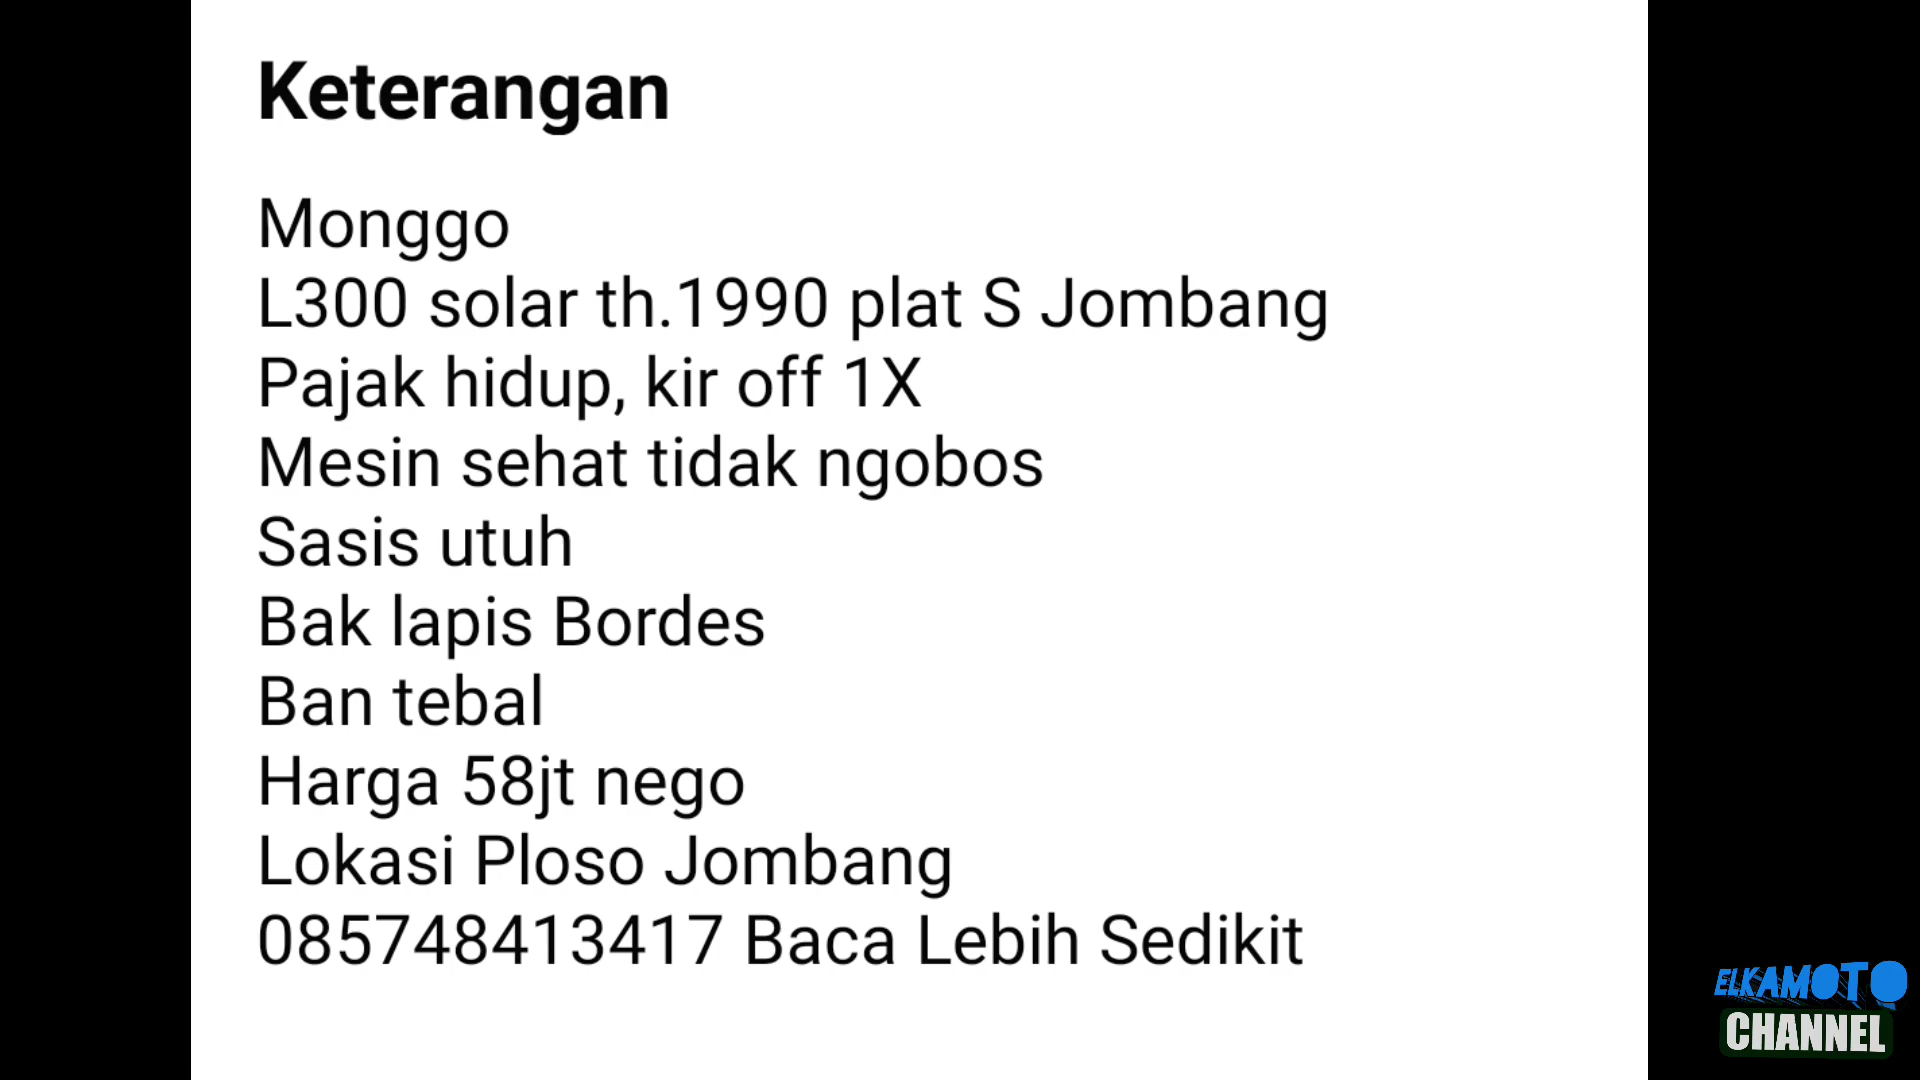 Keterangan
Monggo
L300 solar th.1990 plat S Jombang
Pajak hidup, kir off 1X
Mesin sehat tidak ngobos
Sasis utuh
Bak lapis Bordes
Ban tebal
Harga 58jt nego
Lokasi Ploso Jombang
085748413417 Baca Lebih Sedikit
ELKAMOTO
CHANNEL